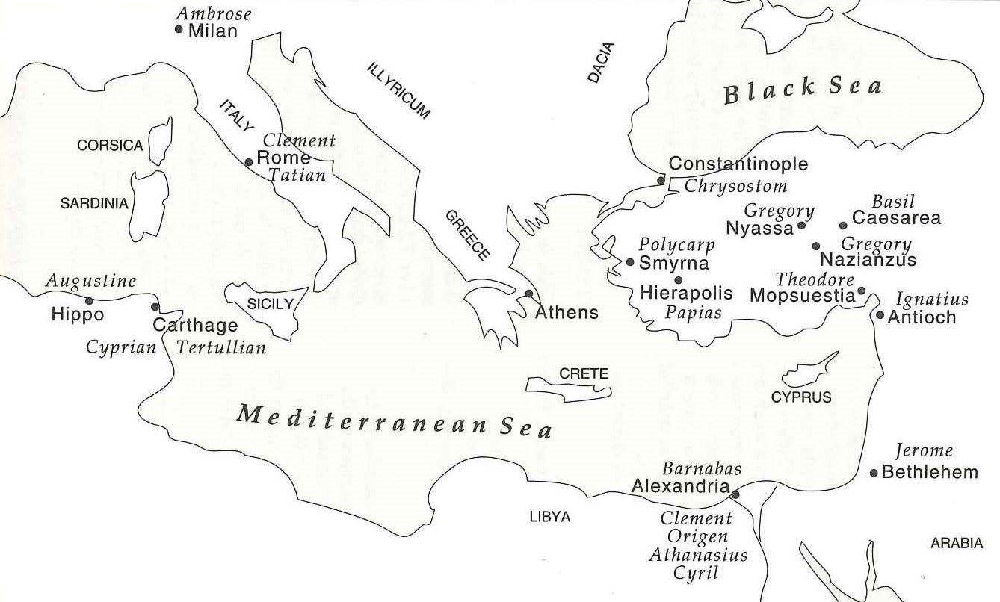 Ambrose
Milan
ILLYRICUM
DACIA
Black Sea
ITALY
CORSICA
Clement
Rome
Tatian
SARDINIA
Constantinople
Chrysostom
Gregory
Nyassa
Basil
Caesarea
GREECE
Polycarp
Smyrna
Gregory
Nazianzus
Augustine
Hippo
SICILY
Hierapolis
Papias
Theodore
Mopsuestia
Ignatius
Antioch
Athens
Carthage
Cyprian
Tertullian
CRETE
CYPRUS
Mediterranean Sea
Jerome
Bethlehem
Barnabas
Alexandria
LIBYA
Clement
Origen
Athanasius
Cyril
ARABIA